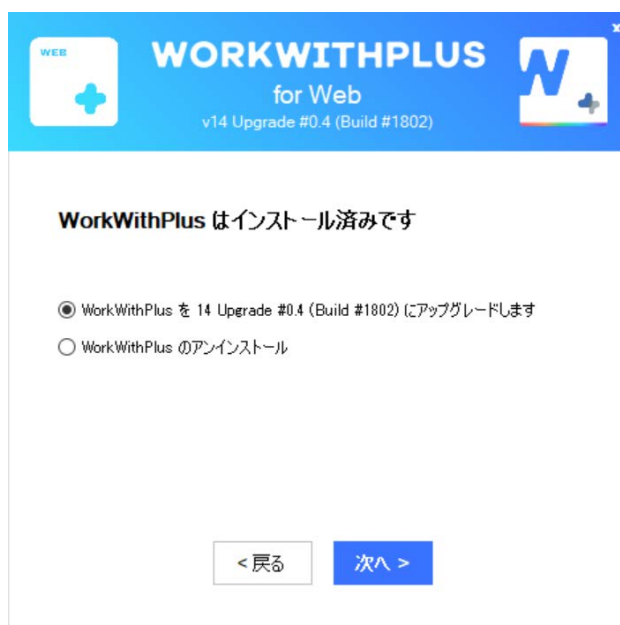 WEB
WORKWITHPLUS
for Web
v14 Upgrade #0.4 (Build #1802)
x
WorkWithPlus はインストール済みです
WorkWithPlus を 14 Upgrade #0.4 (Build #1802) にアップグレードします
WorkWithPlus のアンインストール
< 戻る
次へ >